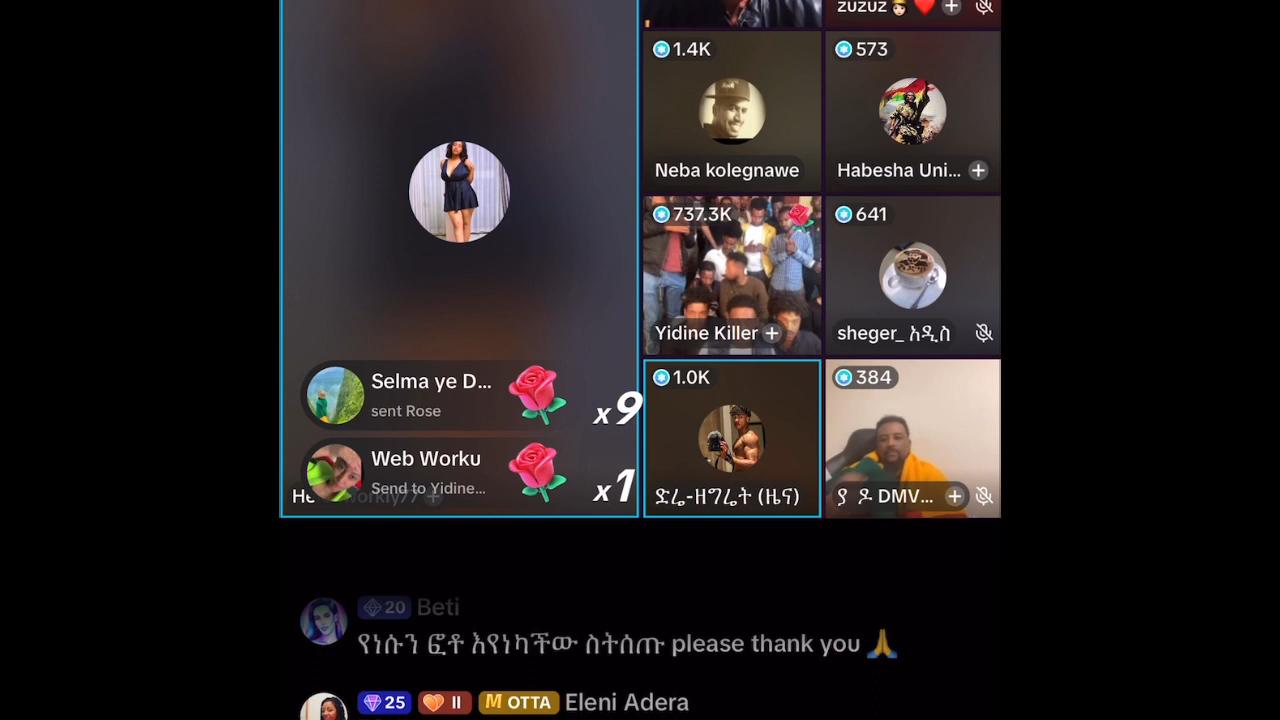 zuzuz 👸 ❤️
1.4K
573
Neba kolegnawe
Habesha Uni...
737.3K
641
Yidine Killer
sheger_ አዲስ
1.0K
384
ድሬ-ዘግሬት (ዜና)
ያ ዶ DMV...
Selma ye D...
sent Rose
x9
Web Worku
Send to Yidine...
x1
20 Beti
የነሱን ፎቶ እየነካችው ስትሰጡ please thank you 🙏
25 II M OTTA Eleni Adera